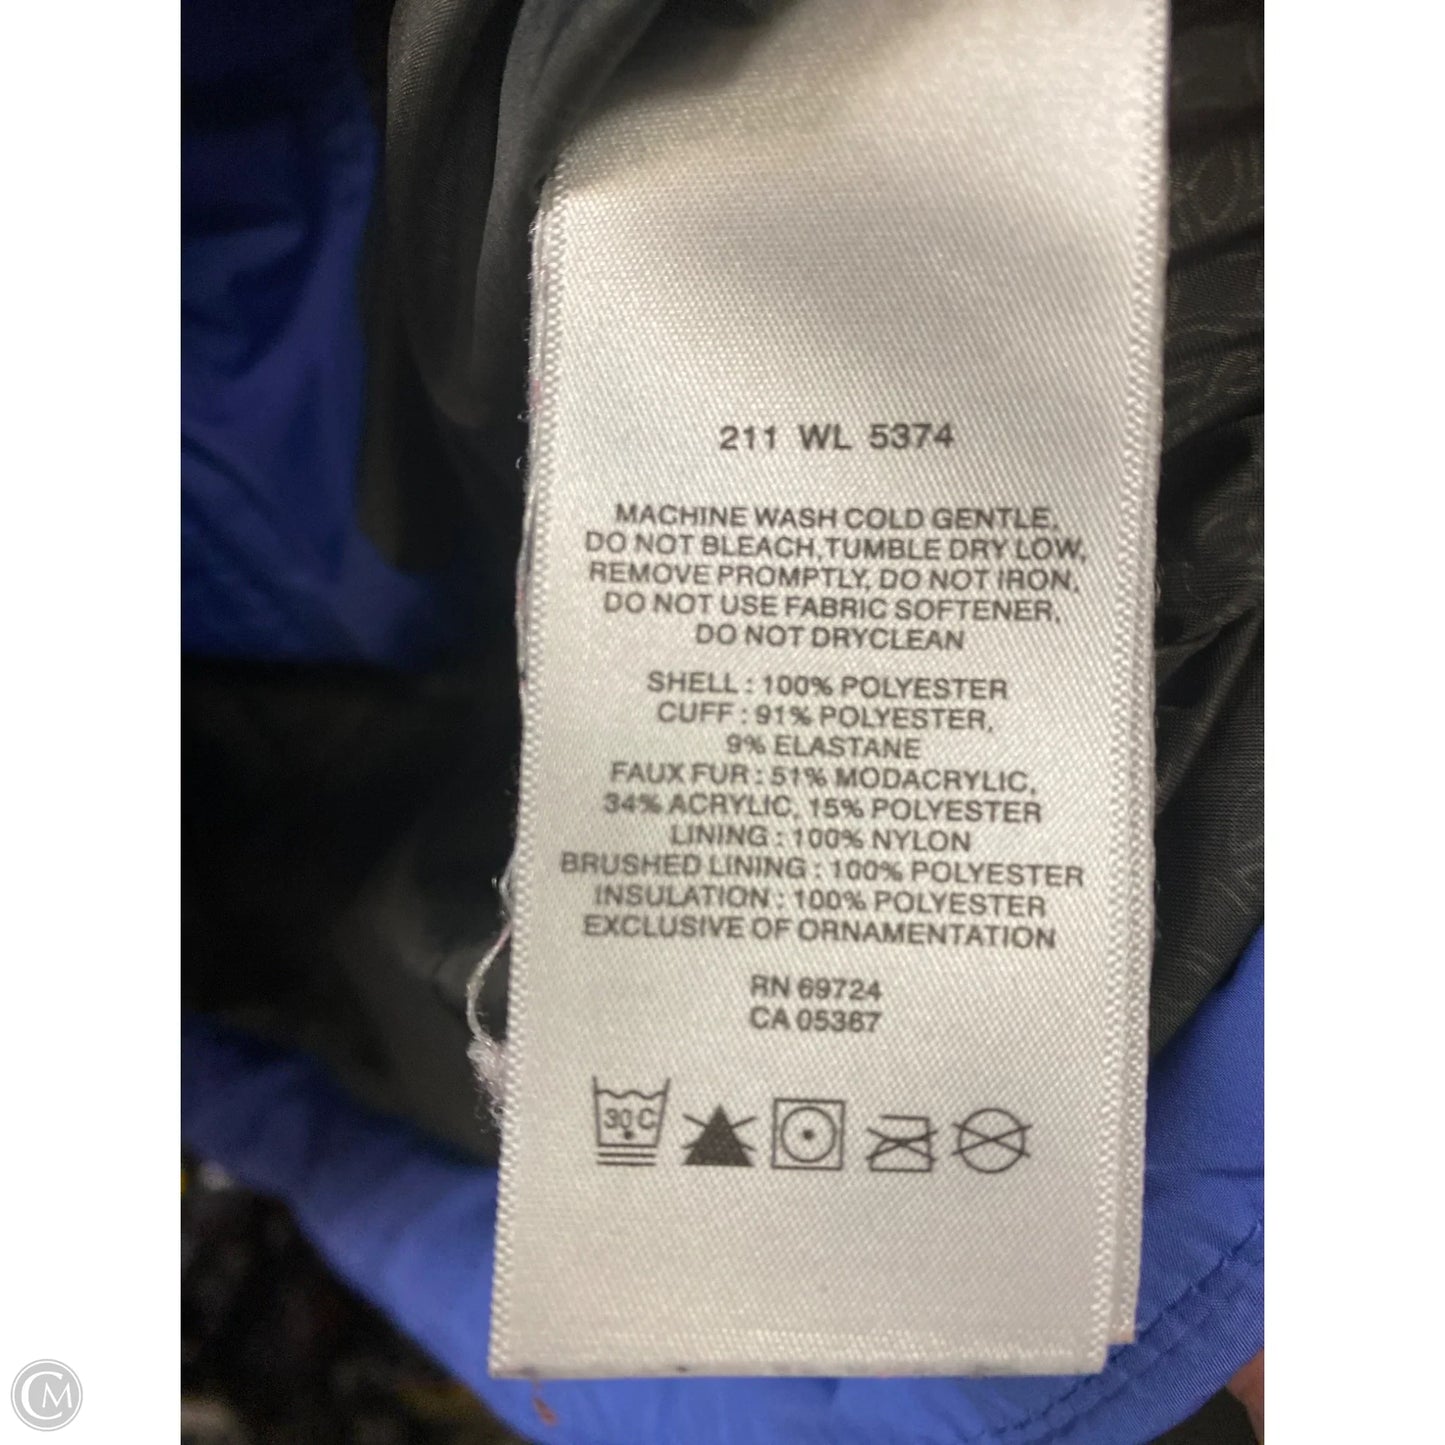 211 WL 5374
MACHINE WASH COLD GENTLE,
DO NOT BLEACH, TUMBLE DRY LOW,
REMOVE PROMPTLY, DO NOT IRON,
DO NOT USE FABRIC SOFTENER,
DO NOT DRYCLEAN
SHELL : 100% POLYESTER
CUFF : 91% POLYESTER,
9% ELASTANE
FAUX FUR : 51% MODACRYLIC,
34% ACRYLIC, 15% POLYESTER
LINING : 100% NYLON
BRUSHED LINING : 100% POLYESTER
INSULATION : 100% POLYESTER
EXCLUSIVE OF ORNAMENTATION
RN 69724
CA 05367
30 C
CM